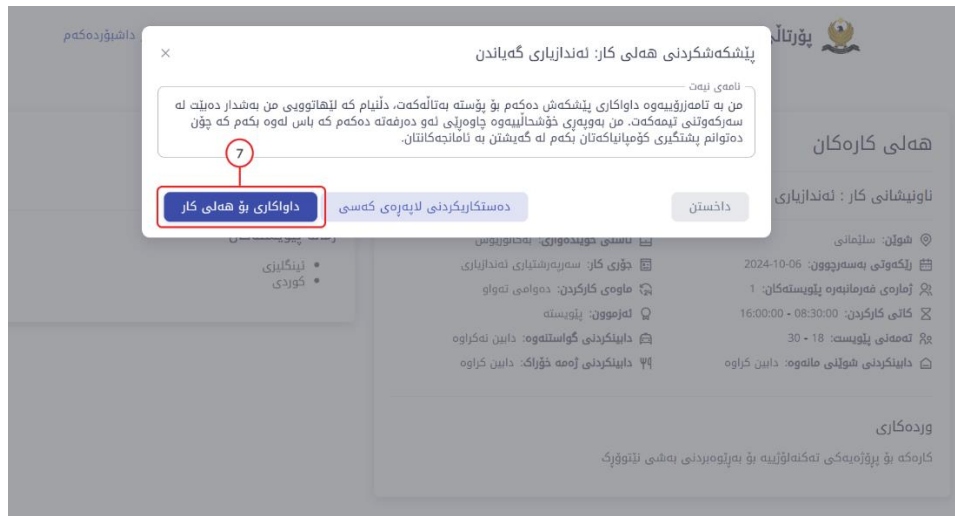 پۆرتاڵی
داشبۆردەکەم
پێشکەشکردنی هەلی کار: ئەندازیاری گەیاندن
×
نامەی نیەت
من بە تامەزرۆییەوە داواکاری پێشکەش دەکەم بۆ پۆستە بەتاڵەکەت، دڵنیام کە لێهاتوویی من بەشدار دەبێت لە
سەرکەوتنی تیمەکەت. من بەوپەڕی خۆشحاڵییەوە چاوەڕێی ئەو دەرفەتە دەکەم کە باس لەوە بکەم کە چۆن
دەتوانم پشتگیری کۆمپانیاکەتان بکەم لە گەیشتن بە ئامانجەکانتان.
7
داخستن
دەستکاریکردنی لاپەڕەی کەسی
داواکاری بۆ هەلی کار
هەلی کارەکان
ناونیشانی کار : ئەندازیاری
شوێن: سلێمانی
ڕێکەوتی بەسەرچوون: 06-10-2024
ژمارەی فەرمانبەرە پێویستەکان: 1
کاتی کارکردن: 08:30:00 - 16:00:00
تەمەنی پێویست: 18 - 30
دابینکردنی شوێنی مانەوە: دابین کراوە
ئاستی خوێندەواری: بەکالۆریۆس
جۆری کار: سەرپەرشتیاری ئەندازیاری
ماوەی کارکردن: دەوامی تەواو
ئەزموون: پێویستە
دابینکردنی گواستنەوە: دابین نەکراوە
دابینکردنی ژەمە خۆراک: دابین کراوە
ئینگلیزی
کوردی
وردەکاری
کارەکە بۆ پڕۆژەیەکی تەکنەلۆژییە بۆ بەڕێوەبردنی بەشی نێتوۆرک